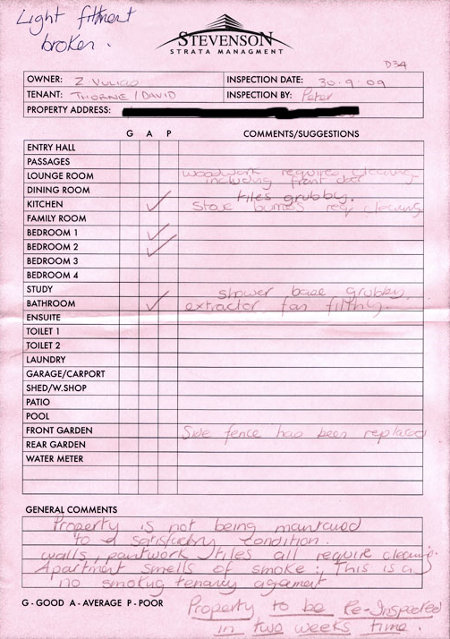 Light fitment
broken.
STEVENSON
STRATA MANAGMENT
D34
OWNER: Z Vulicio INSPECTION DATE: 30.9.09
TENANT: THORNE/DAVID INSPECTION BY: Peter
PROPERTY ADDRESS:
G A P COMMENTS/SUGGESTIONS
ENTRY HALL
PASSAGES
LOUNGE ROOM woodwork requires cleaning
DINING ROOM including front door
tiles grubby.
KITCHEN ✓ Stove burners req. cleaning
FAMILY ROOM
BEDROOM 1 ✓
BEDROOM 2 ✓
BEDROOM 3
BEDROOM 4
STUDY shower base grubby.
BATHROOM ✓ extractor fan filthy.
ENSUITE
TOILET 1
TOILET 2
LAUNDRY
GARAGE/CARPORT
SHED/W.SHOP
PATIO
POOL
FRONT GARDEN Side fence has been replaced
REAR GARDEN
WATER METER
GENERAL COMMENTS
Property is not being maintained
to a satisfactory condition.
walls, paintwork, tiles all require cleaning.
Apartment smells of smoke; This is a
no smoking tenancy agreement
G - GOOD A - AVERAGE P - POOR
Property to be Re-Inspected
in two weeks time.